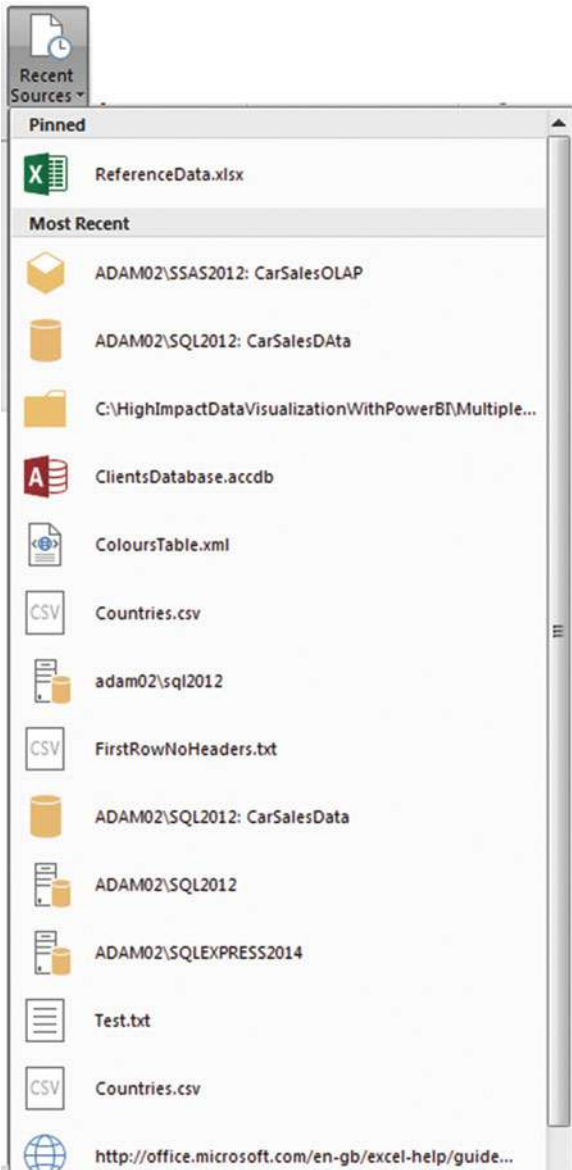 Recent
Sources
Pinned
ReferenceData.xlsx
Most Recent
ADAM02\SSAS2012: CarSalesOLAP
ADAM02\SQL2012: CarSalesDAta
C:\HighImpactDataVisualizationWithPowerBI\Multiple...
ClientsDatabase.accdb
ColoursTable.xml
CSV Countries.csv
adam02\sql2012
CSV FirstRowNoHeaders.txt
ADAM02\SQL2012: CarSalesData
ADAM02\SQL2012
ADAM02\SQLEXPRESS2014
Test.txt
CSV Countries.csv
http://office.microsoft.com/en-gb/excel-help/guide...